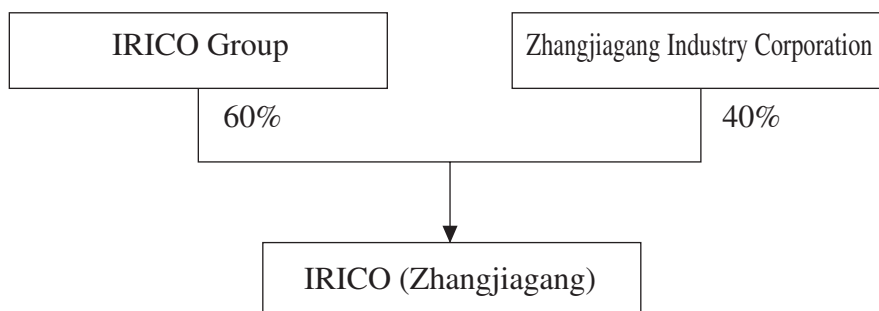 IRICO Group
Zhangjiagang Industry Corporation
60%
40%
IRICO (Zhangjiagang)